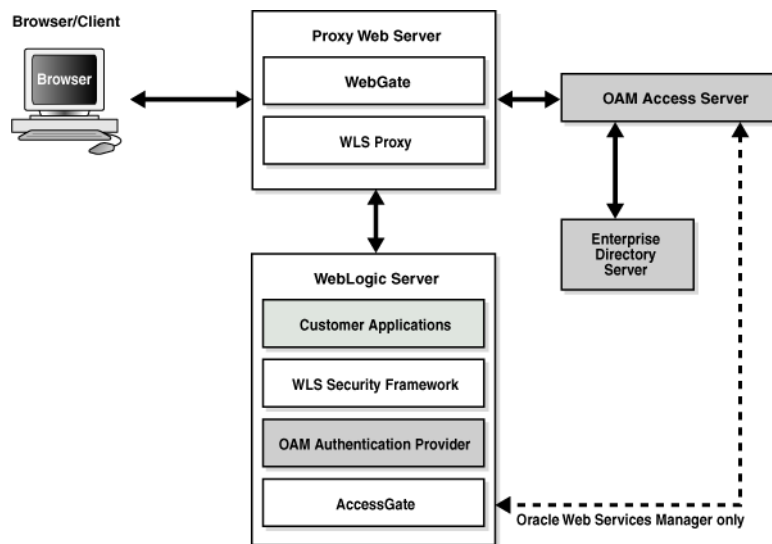 Browser/Client
Browser
Proxy Web Server
WebGate
WLS Proxy
OAM Access Server
Enterprise
Directory
Server
WebLogic Server
Customer Applications
WLS Security Framework
OAM Authentication Provider
AccessGate
Oracle Web Services Manager only